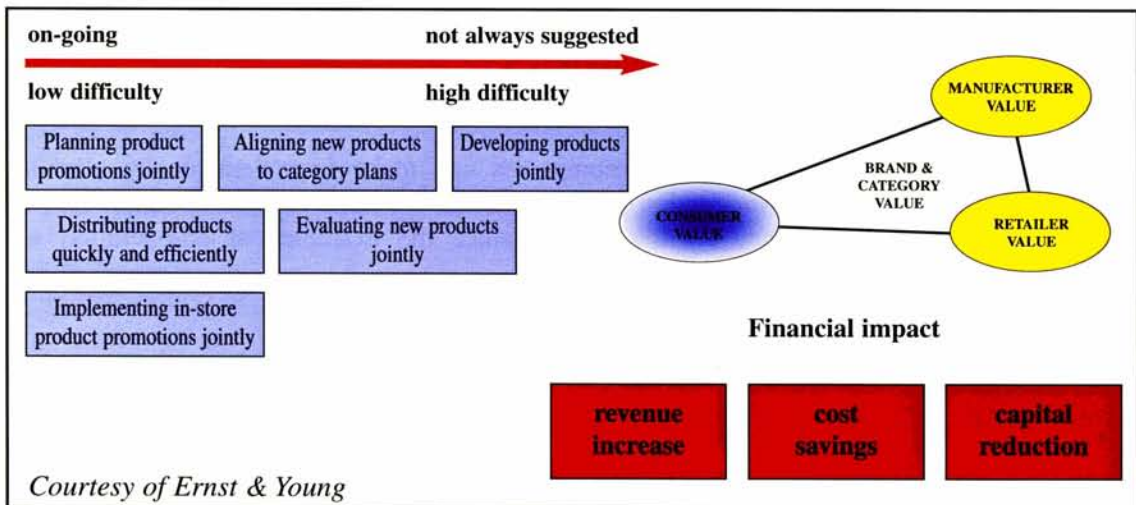 on-going
not always suggested
low difficulty
high difficulty
Planning product
promotions jointly
Aligning new products
to category plans
Developing products
jointly
Distributing products
quickly and efficiently
Evaluating new products
jointly
Implementing in-store
product promotions jointly
MANUFACTURER
VALUE
BRAND &
CATEGORY
VALUE
CONSUMER
VALUE
RETAILER
VALUE
Financial impact
revenue
increase
cost
savings
capital
reduction
Courtesy of Ernst & Young